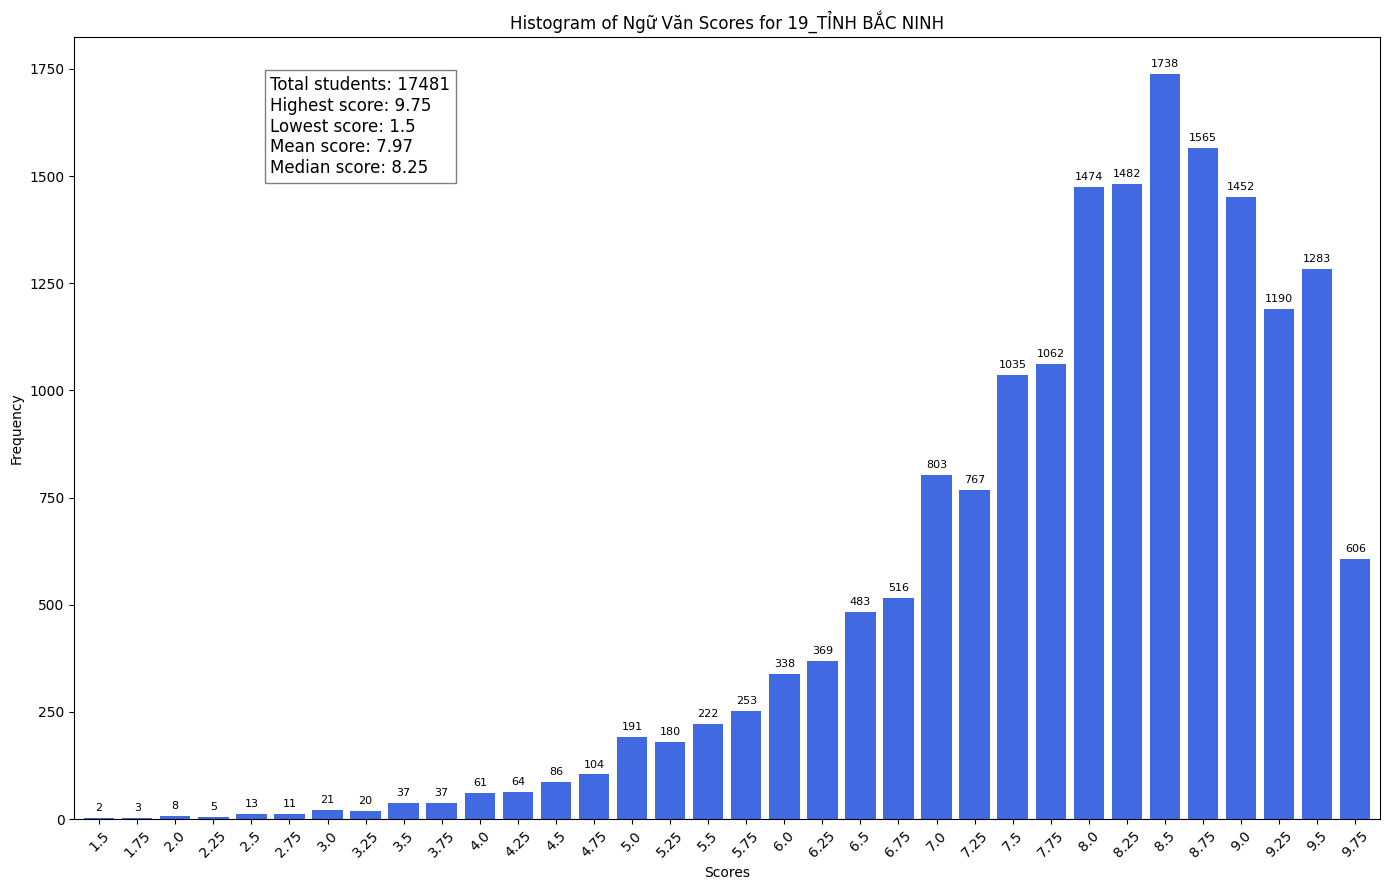 Histogram of Ngữ Văn Scores for 19_TỈNH BẮC NINH
Total students: 17481
Highest score: 9.75
Lowest score: 1.5
Mean score: 7.97
Median score: 8.25
Frequency
1750
1500
1250
1000
750
500
250
0
2 3 8 5 13 11 21 20 37 37 61 64 86 104 191 180 222 253 338 369 483 516 803 767 1035 1062 1474 1482 1738 1565 1452 1190 1283 606
1.5 1.75 2.0 2.25 2.5 2.75 3.0 3.25 3.5 3.75 4.0 4.25 4.5 4.75 5.0 5.25 5.5 5.75 6.0 6.25 6.5 6.75 7.0 7.25 7.5 7.75 8.0 8.25 8.5 8.75 9.0 9.25 9.5 9.75
Scores